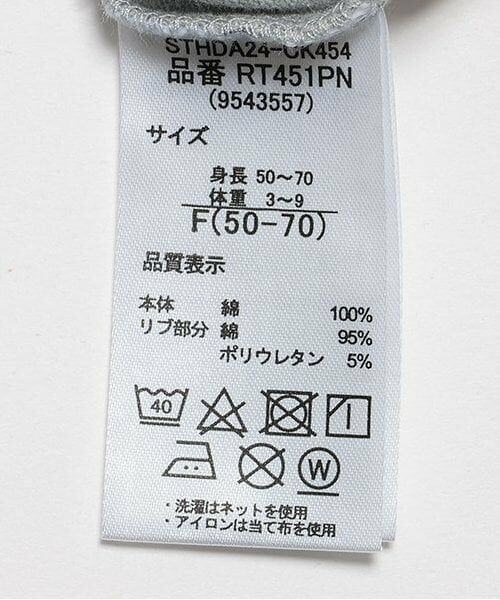 STHDA24-CK454
品番 RT451PN
(9543557)
サイズ
身長 50～70
体重 3～9
F(50-70)
品質表示
本体 綿 100%
リブ部分 綿 95%
ポリウレタン 5%
40
W
・洗濯はネットを使用
・アイロンは当て布を使用